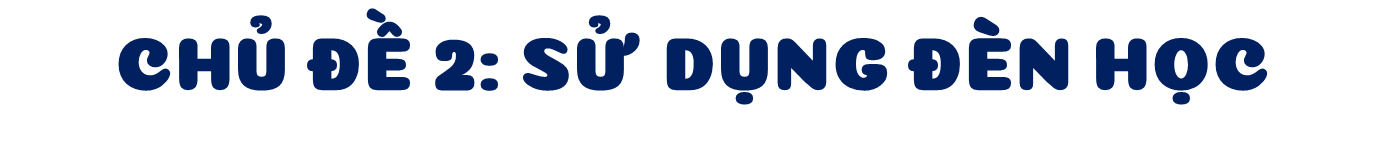 CHỦ ĐỀ 2: SỬ DỤNG ĐÈN HỌC